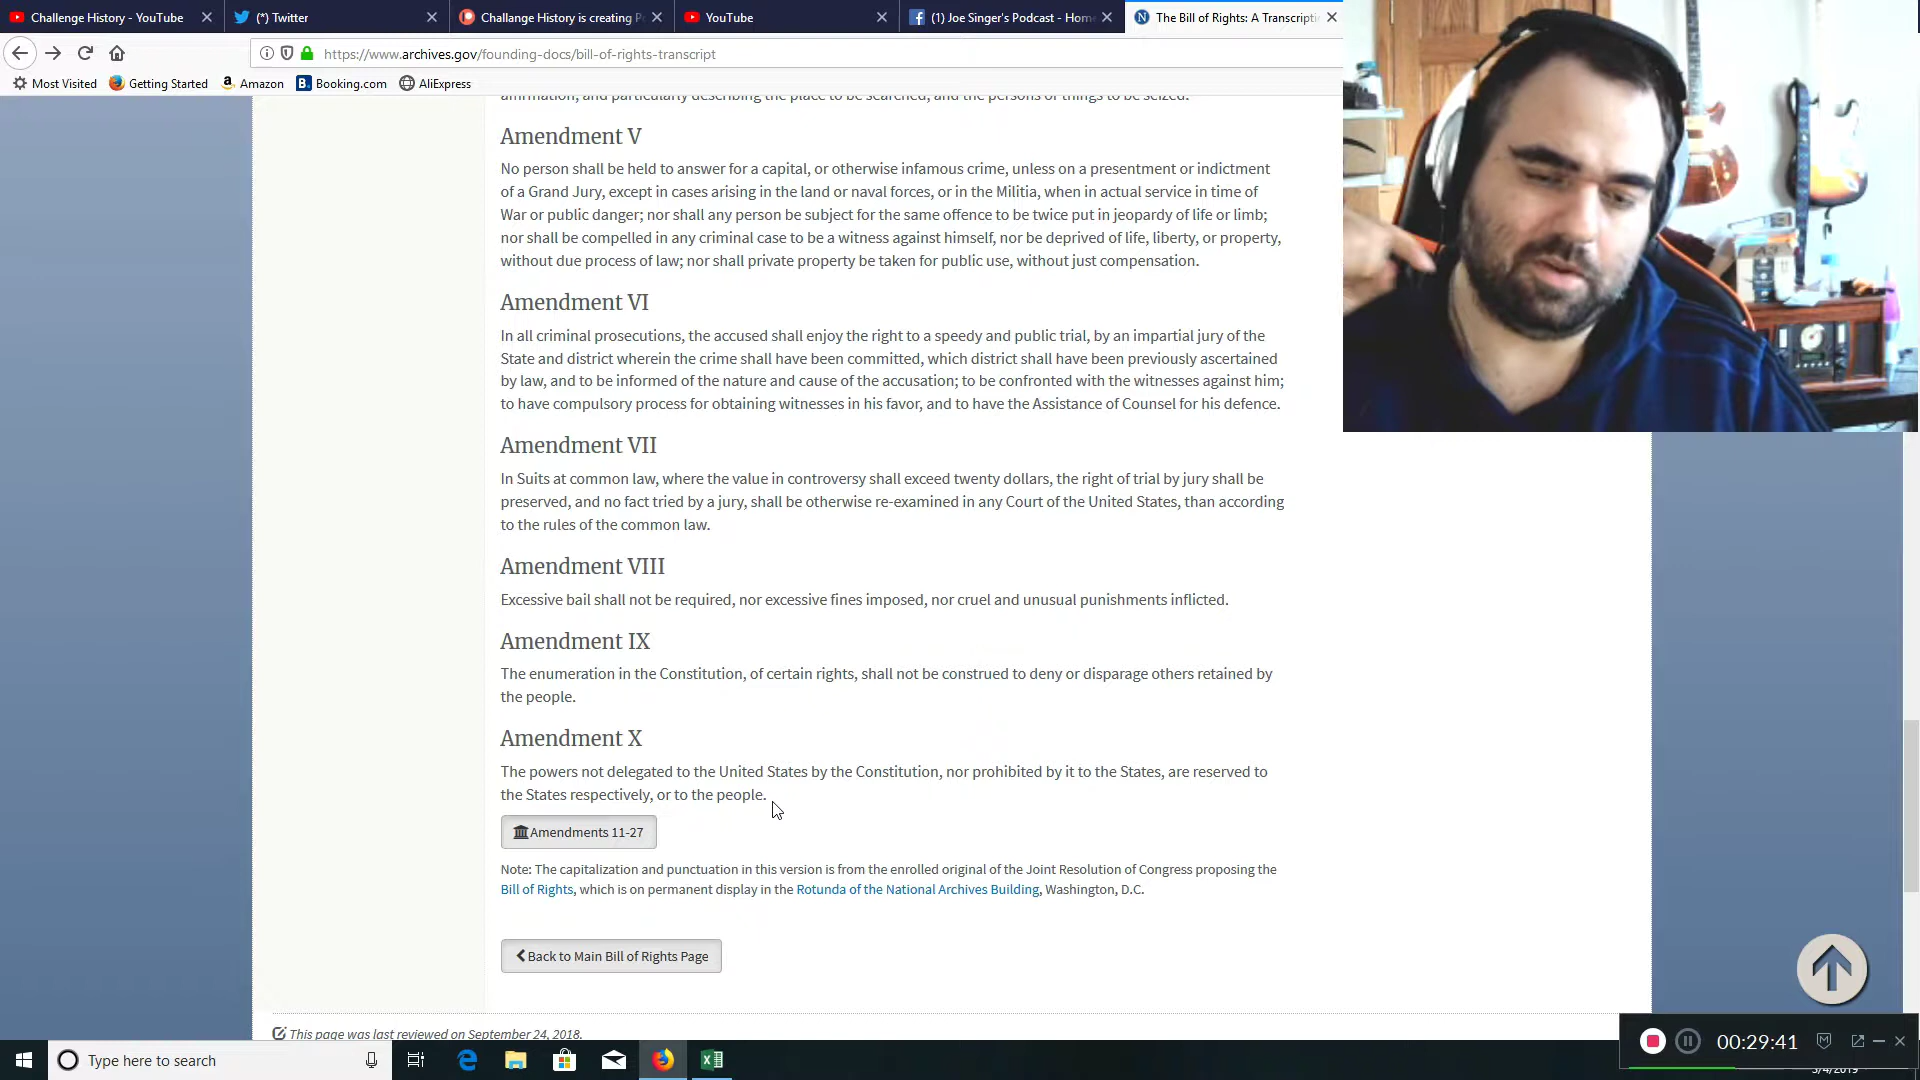 Challenge History - YouTube
(*) Twitter
Challange History is creating P
YouTube
(1) Joe Singer's Podcast - Hom
The Bill of Rights: A Transcripti
https://www.archives.gov/founding-docs/bill-of-rights-transcript
Most Visited
Getting Started
Amazon
Booking.com
AliExpress
affirmation, and particularly describing the place to be searched, and the persons or things to be seized.
Amendment V
No person shall be held to answer for a capital, or otherwise infamous crime, unless on a presentment or indictment
of a Grand Jury, except in cases arising in the land or naval forces, or in the Militia, when in actual service in time of
War or public danger; nor shall any person be subject for the same offence to be twice put in jeopardy of life or limb;
nor shall be compelled in any criminal case to be a witness against himself, nor be deprived of life, liberty, or property,
without due process of law; nor shall private property be taken for public use, without just compensation.
Amendment VI
In all criminal prosecutions, the accused shall enjoy the right to a speedy and public trial, by an impartial jury of the
State and district wherein the crime shall have been committed, which district shall have been previously ascertained
by law, and to be informed of the nature and cause of the accusation; to be confronted with the witnesses against him;
to have compulsory process for obtaining witnesses in his favor, and to have the Assistance of Counsel for his defence.
Amendment VII
In Suits at common law, where the value in controversy shall exceed twenty dollars, the right of trial by jury shall be
preserved, and no fact tried by a jury, shall be otherwise re-examined in any Court of the United States, than according
to the rules of the common law.
Amendment VIII
Excessive bail shall not be required, nor excessive fines imposed, nor cruel and unusual punishments inflicted.
Amendment IX
The enumeration in the Constitution, of certain rights, shall not be construed to deny or disparage others retained by
the people.
Amendment X
The powers not delegated to the United States by the Constitution, nor prohibited by it to the States, are reserved to
the States respectively, or to the people.
Amendments 11-27
Note: The capitalization and punctuation in this version is from the enrolled original of the Joint Resolution of Congress proposing the
Bill of Rights, which is on permanent display in the Rotunda of the National Archives Building, Washington, D.C.
Back to Main Bill of Rights Page
This page was last reviewed on September 24, 2018.
00:29:41
Type here to search
3/4/2019